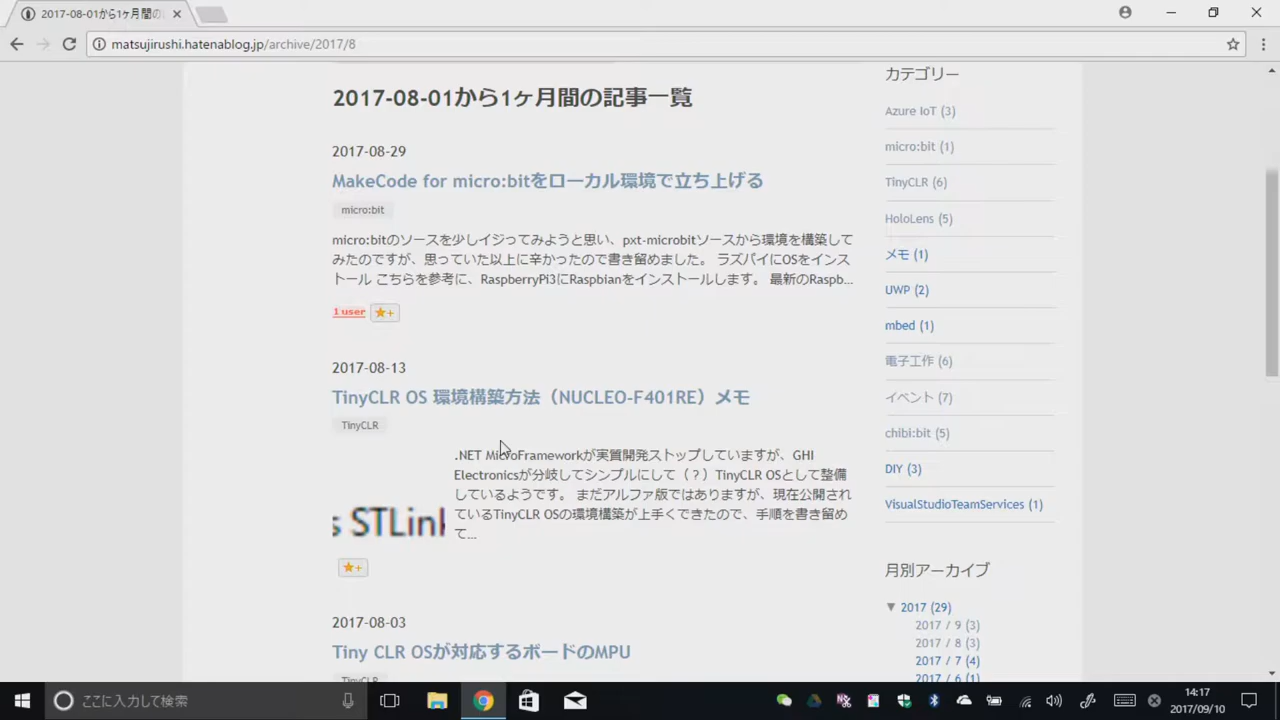 2017-08-01から1ヶ月間の
matsujirushi.hatenablog.jp/archive/2017/8
2017-08-01から1ヶ月間の記事一覧
2017-08-29
MakeCode for micro:bitをローカル環境で立ち上げる
micro:bit
micro:bitのソースを少しイジってみようと思い、pxt-microbitソースから環境を構築して
みたのですが、思っていた以上に辛かったので書き留めました。 ラズパイにOSをインス
トール こちらを参考に、RaspberryPi3にRaspbianをインストールします。 最新のRaspb...
1 user
2017-08-13
TinyCLR OS 環境構築方法（NUCLEO-F401RE）メモ
TinyCLR
s STLink
.NET MicroFrameworkが実質開発ストップしていますが、GHI
Electronicsが分岐してシンプルにして（？）TinyCLR OSとして整備
しているようです。 まだアルファ版ではありますが、現在公開されて
ているTinyCLR OSの環境構築が上手くできたので、手順を書き留め
て...
2017-08-03
Tiny CLR OSが対応するボードのMPU
TinyCLR
カテゴリー
Azure IoT (3)
micro:bit (1)
TinyCLR (6)
HoloLens (5)
メモ (1)
UWP (2)
mbed (1)
電子工作 (6)
イベント (7)
chibi:bit (5)
DIY (3)
VisualStudioTeamServices (1)
月別アーカイブ
▼ 2017 (29)
2017 / 9 (3)
2017 / 8 (3)
2017 / 7 (4)
2017 / 6 (1)
ここに入力して検索
14:17
2017/09/10